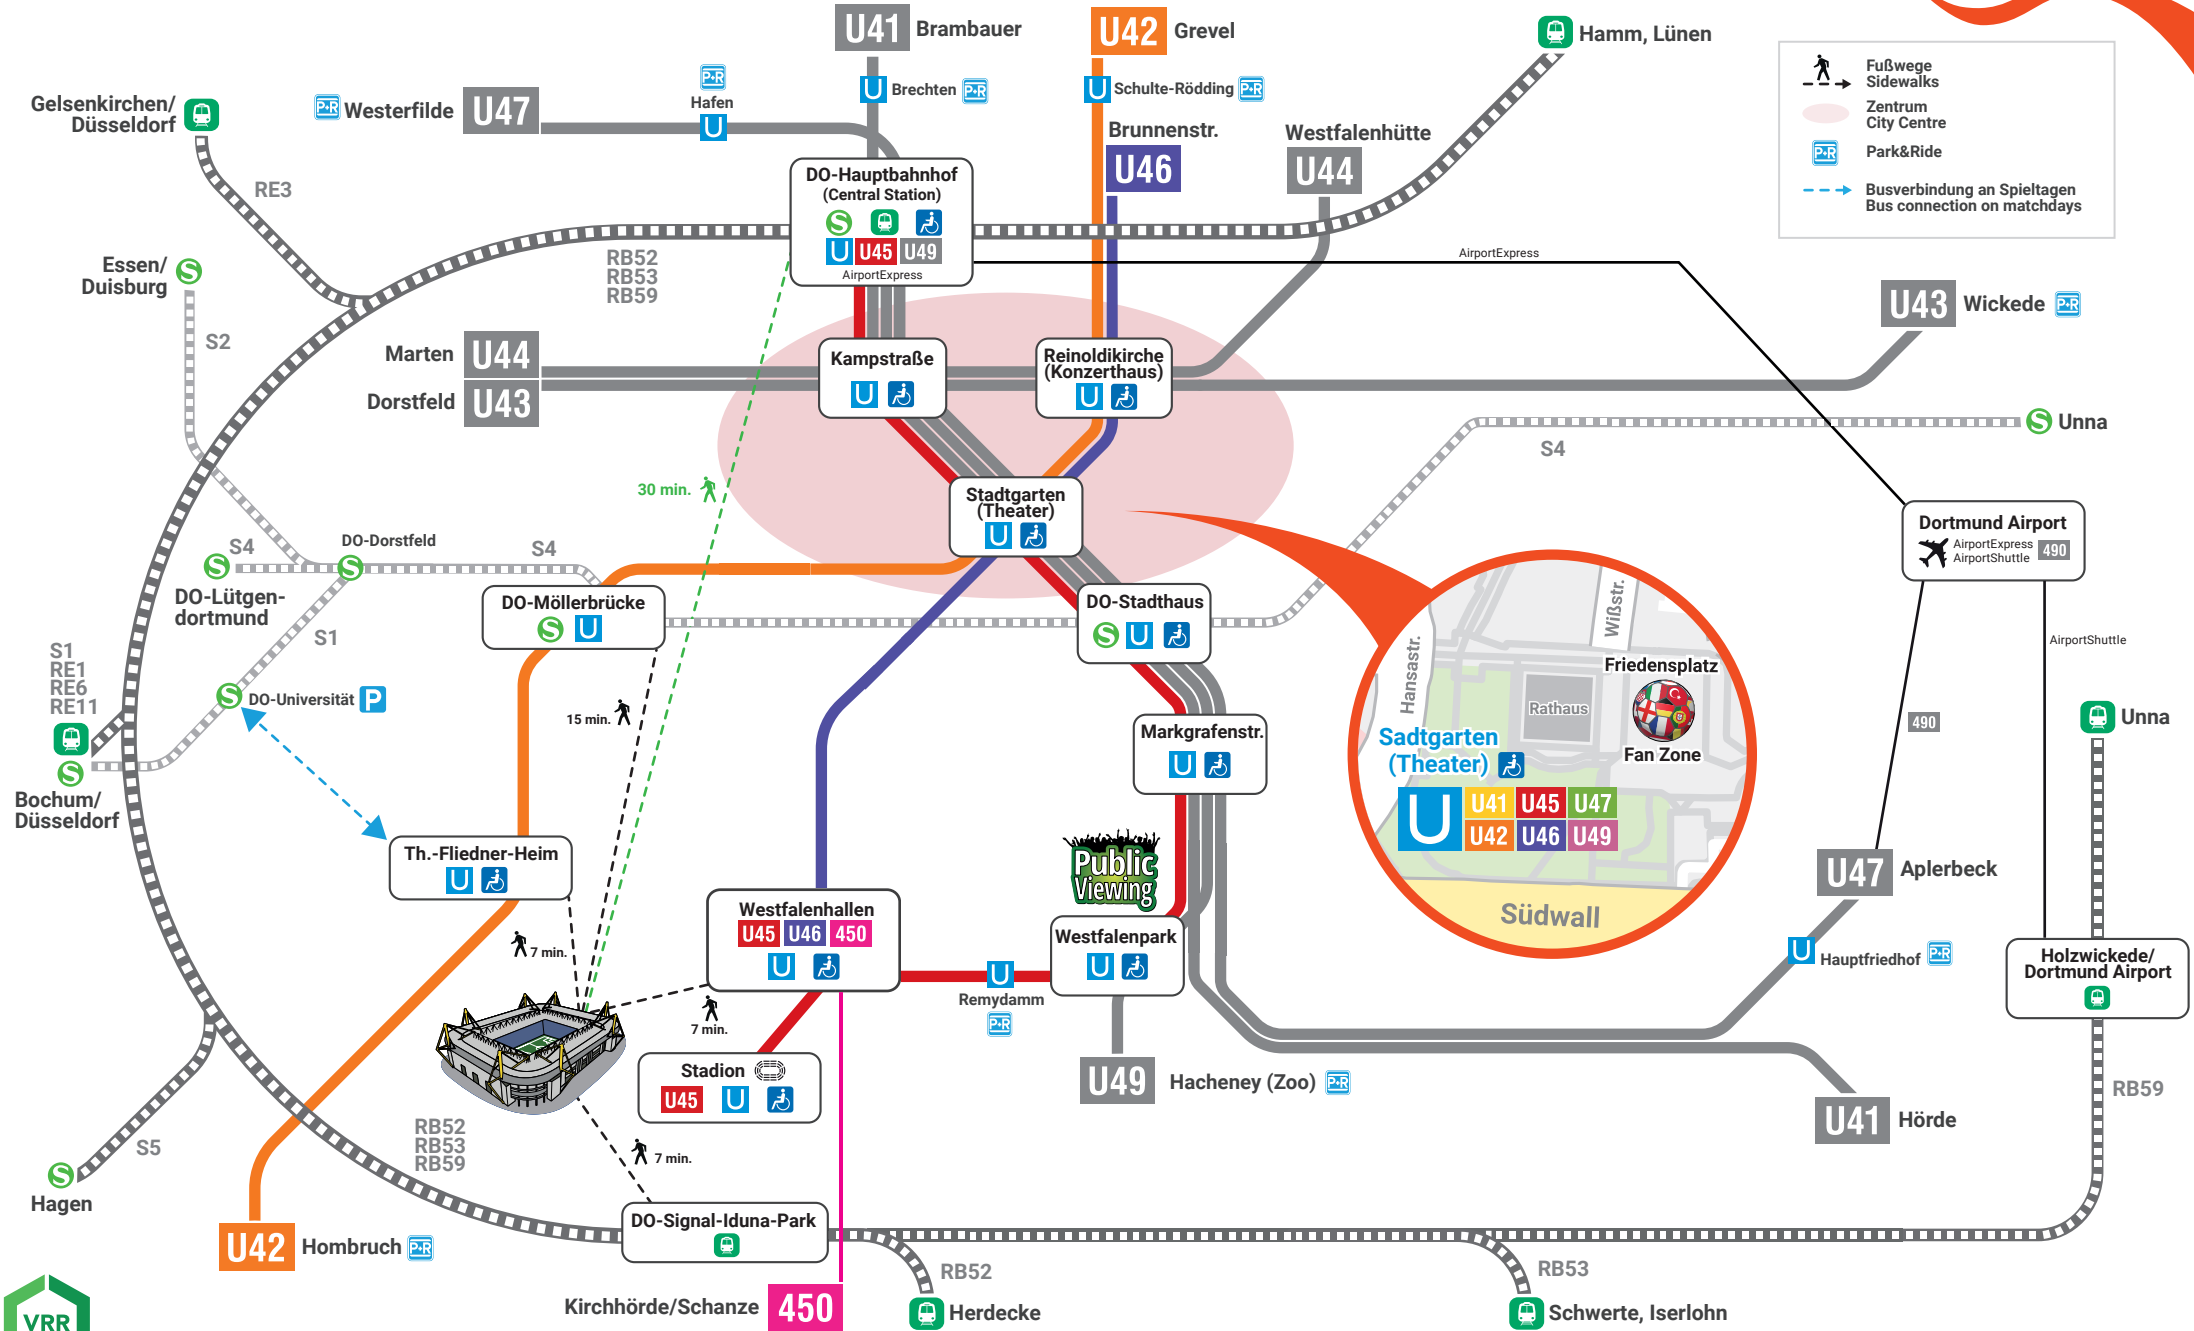 U41 Brambauer
U42 Grevel
Hamm, Lünen
Fußwege
Sidewalks
Zentrum
City Centre
P+R Park&Ride
Busverbindung an Spieltagen
Bus connection on matchdays
Gelsenkirchen/
Düsseldorf
P+R Westerfilde U47
P+R
Hafen
U
U Brechten P+R
U Schulte-Rödding P+R
Brunnenstr.
U46
Westfalenhütte
U44
RE3
DO-Hauptbahnhof
(Central Station)
S
U U45 U49
AirportExpress
AirportExpress
Essen/
Duisburg
S
RB52
RB53
RB59
S2
U43 Wickede P+R
Marten U44
Dorstfeld U43
Kampstraße
U
Reinoldikirche
(Konzerthaus)
U
S Unna
S4
30 min.
Stadtgarten
(Theater)
U
Dortmund Airport
AirportExpress
AirportShuttle
490
S4
S
DO-Lütgen-
dortmund
DO-Dorstfeld
S
S4
DO-Möllerbrücke
S U
DO-Stadthaus
S U
S1
S1
RE1
RE6
RE11
S
Bochum/
Düsseldorf
S DO-Universität P
15 min.
Markgrafenstr.
U
Hansastr.
Wißstr.
Friedensplatz
Rathaus
Fan Zone
Sadtgarten
(Theater)
U
U41 U45 U47
U42 U46 U49
Südwall
AirportShuttle
490
Unna
Th.-Fliedner-Heim
U
Public
Viewing
U47 Aplerbeck
Westfalenhallen
U45 U46 450
U
7 min.
Westfalenpark
U
U
Remydamm
P+R
U Hauptfriedhof P+R
Holzwickede/
Dortmund Airport
7 min.
Stadion
U45 U
U49 Hacheney (Zoo) P+R
U41 Hörde
RB59
RB52
RB53
RB59
S5
S
Hagen
7 min.
U42 Hombruch P+R
DO-Signal-Iduna-Park
RB52
RB53
Kirchhörde/Schanze 450
Herdecke
Schwerte, Iserlohn
VRR